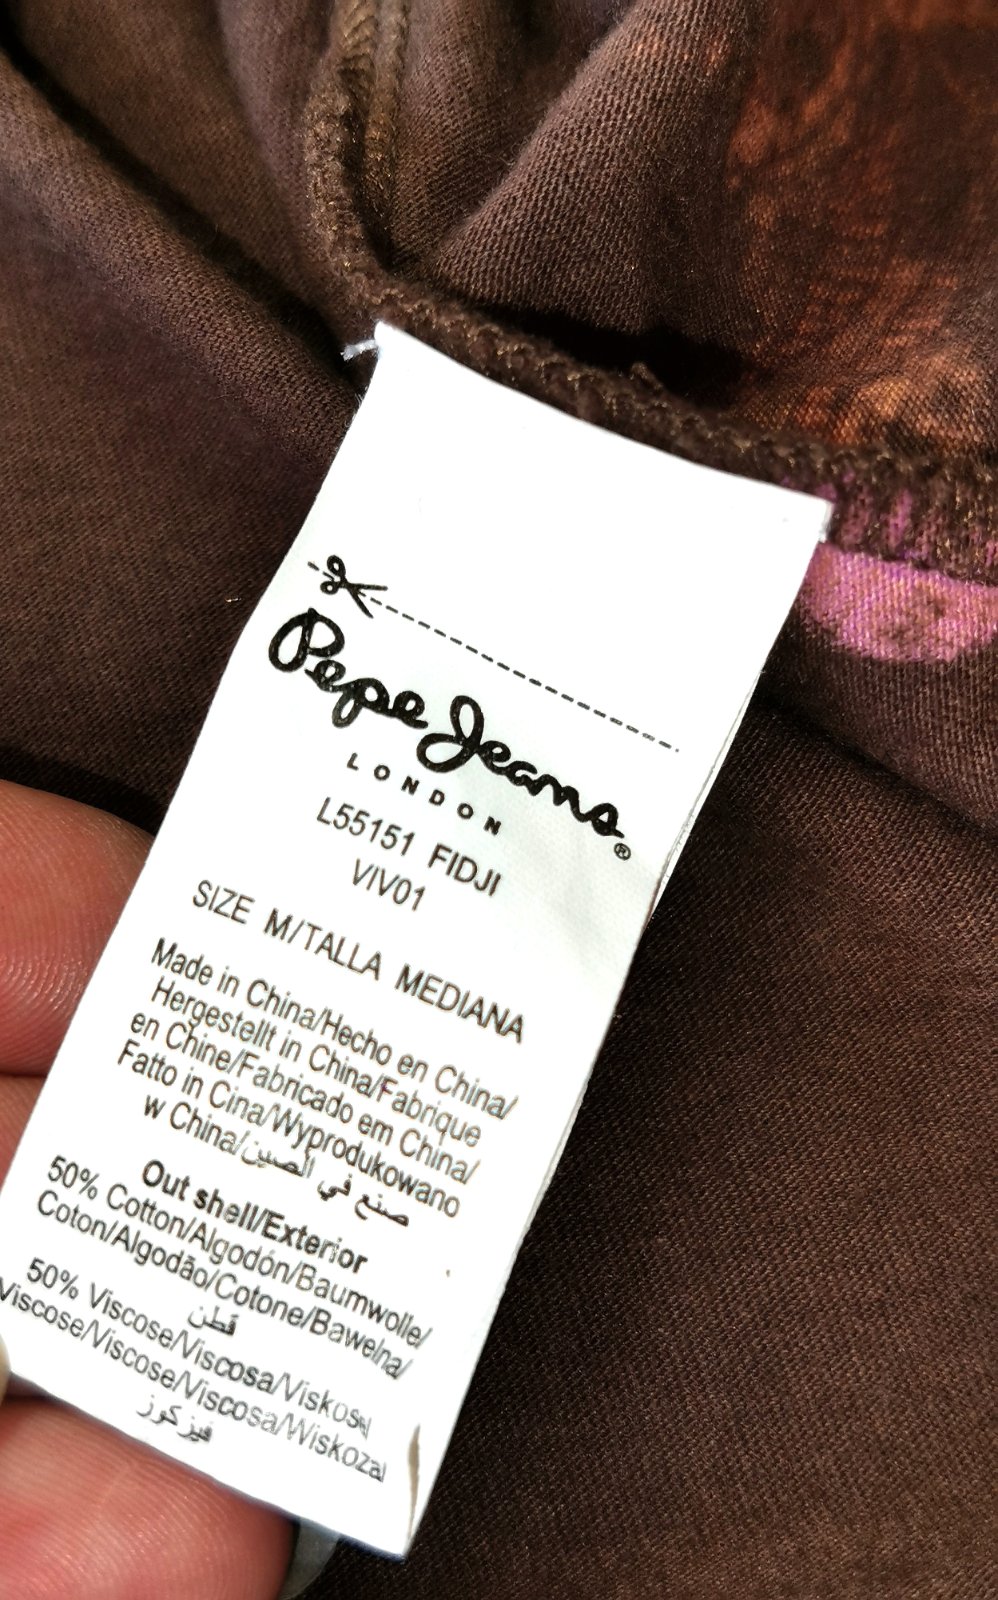 Pepe Jeans®
LONDON
L55151 FIDJI
VIV01
SIZE M/TALLA MEDIANA
Made in China/Hecho en China/
Hergestellt in China/Fabrique
en Chine/Fabricado em China/
Fatto in Cina/Wyprodukowano
w China/صنع في الصين
Out shell/Exterior
50% Cotton/Algodón/Baumwolle/
Coton/Algodão/Cotone/Bawelna/
قطن
50% Viscose/Viscosa/Viskose/
Viscose/Viscose/Viscosa/Wiskoza/
فيزكوز